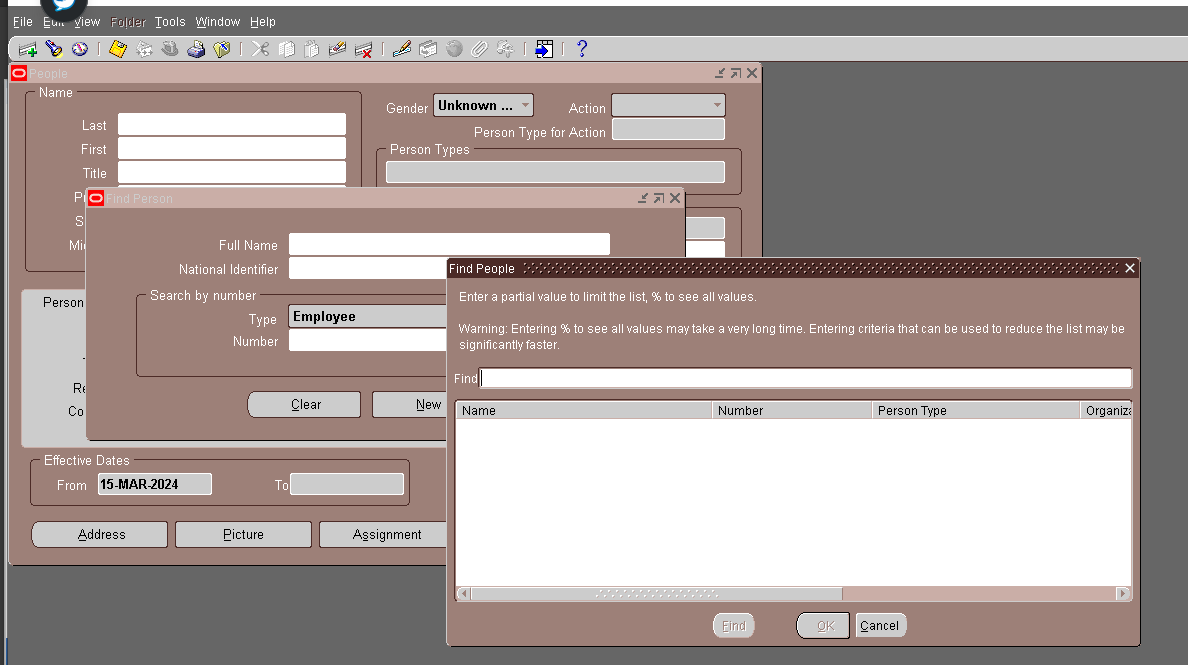 File Edit View Folder Tools Window Help
People
Name
Last
First
Title
Gender Unknown ... Action
Person Type for Action
Person Types
Find Person
Full Name
National Identifier
Search by number
Type Employee
Number
Clear New
Person
Effective Dates
From 15-MAR-2024 To
Address Picture Assignment
Find People
Enter a partial value to limit the list, % to see all values.
Warning: Entering % to see all values may take a very long time. Entering criteria that can be used to reduce the list may be
significantly faster.
Find
Name Number Person Type Organiza
Find OK Cancel